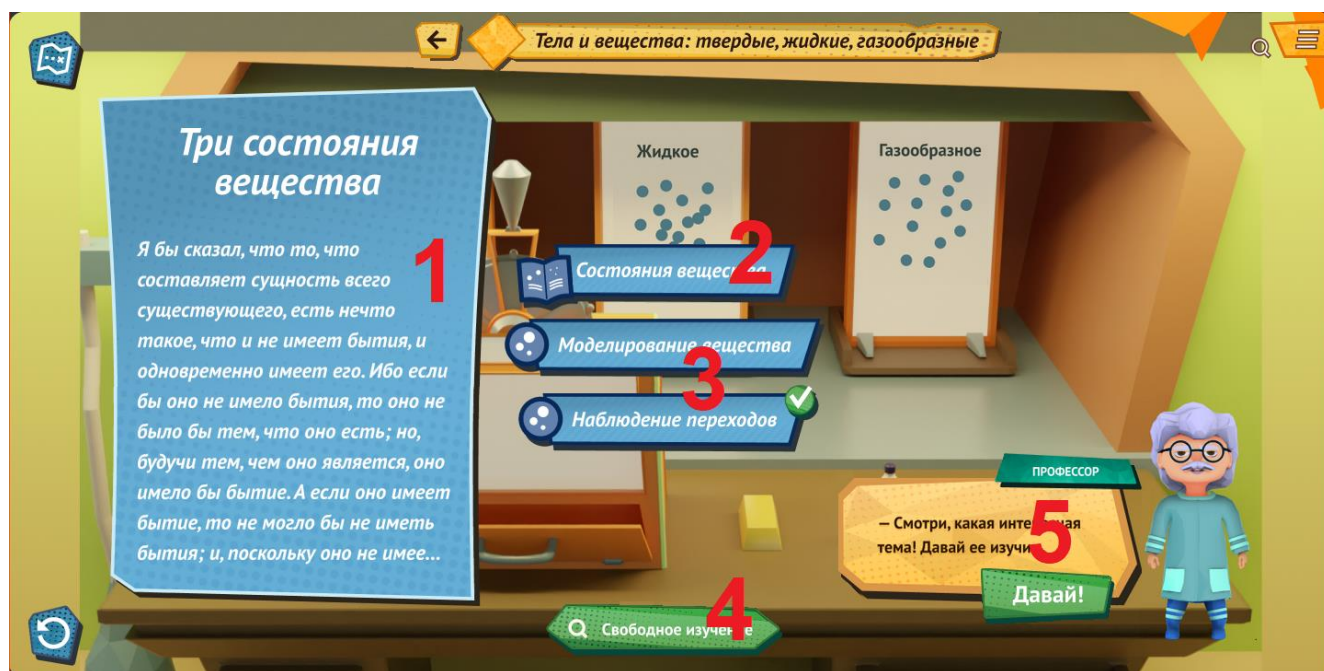 Тела и вещества: твердые, жидкие, газообразные
Три состояния
вещества
Я бы сказал, что то, что
составляет сущность всего
существующего, есть нечто
такое, что и не имеет бытия, и
одновременно имеет его. Ибо если
бы оно не имело бытия, то оно не
было бы тем, что оно есть; но,
будучи тем, чем оно является, оно
имело бы бытие. А если оно имеет
бытие, то не могло бы не иметь
бытия; и, поскольку оно не имее...
1
Жидкое
Газообразное
2
Состояния вещества
Моделирование вещества
3
Наблюдение переходов
ПРОФЕССОР
— Смотри, какая интересная
тема! Давай ее
5
Давай!
4
Свободное изучение